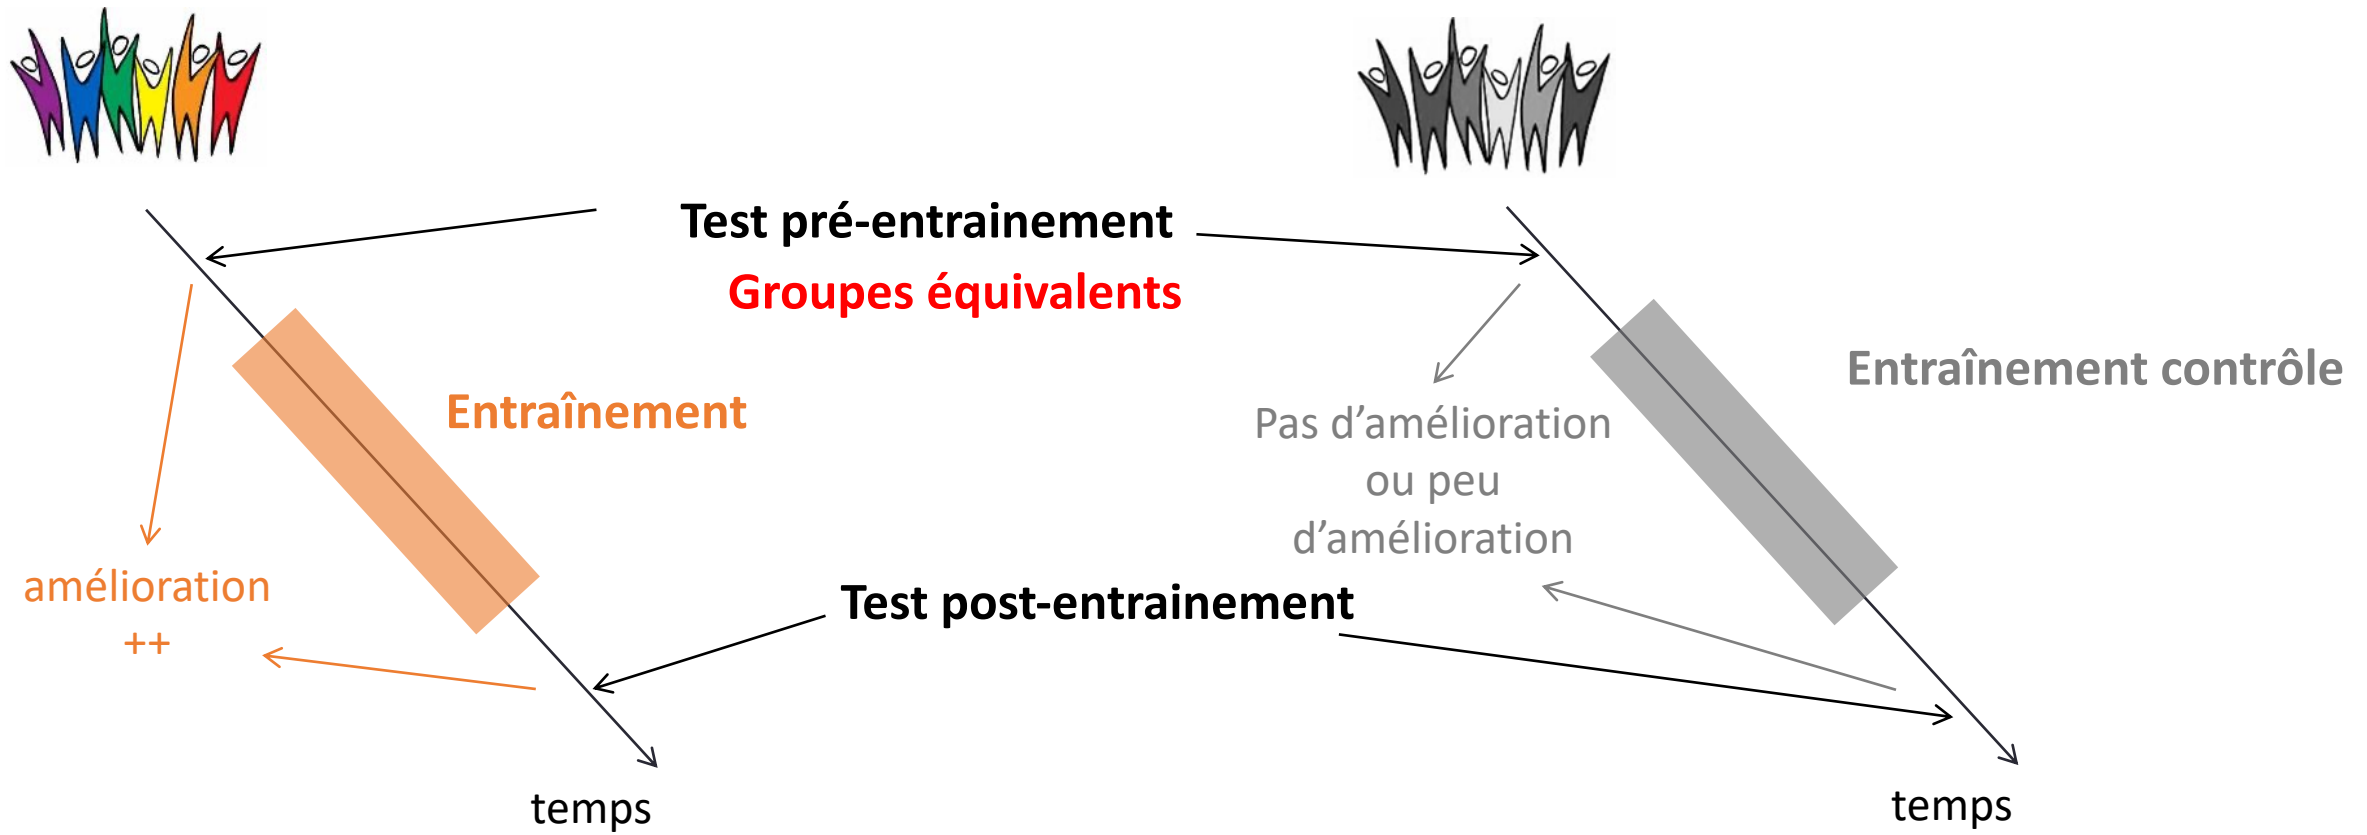 Test pré-entrainement
Groupes équivalents
Entraînement
Entraînement contrôle
Pas d’amélioration
ou peu
d’amélioration
amélioration
++
Test post-entrainement
temps
temps